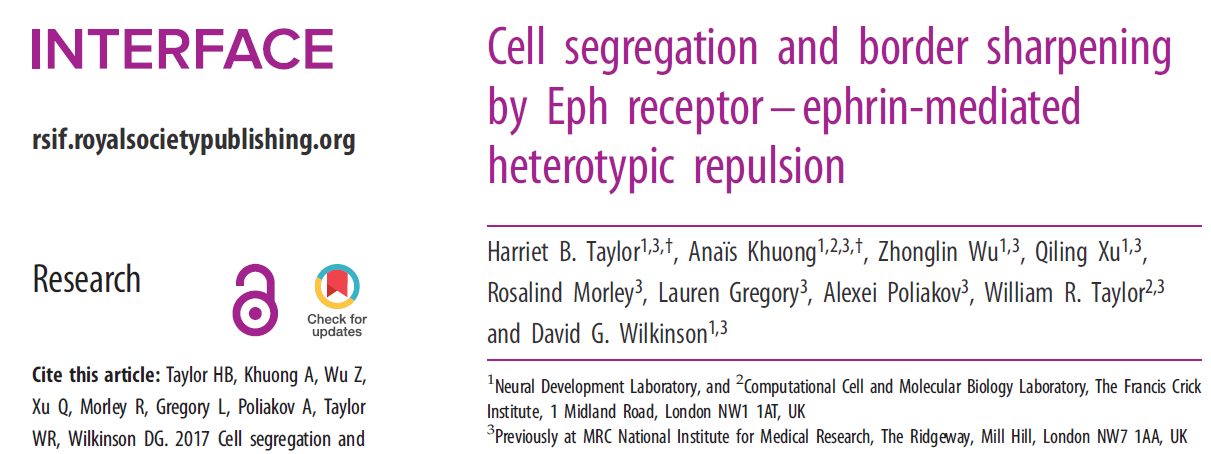 INTERFACE
rsif.royalsocietypublishing.org
Research
Check for
updates
Cite this article: Taylor HB, Khuong A, Wu Z,
Xu Q, Morley R, Gregory L, Poliakov A, Taylor
WR, Wilkinson DG. 2017 Cell segregation and
Cell segregation and border sharpening
by Eph receptor – ephrin-mediated
heterotypic repulsion
Harriet B. Taylor1,3,†, Anaïs Khuong1,2,3,†, Zhonglin Wu1,3, Qiling Xu1,3,
Rosalind Morley3, Lauren Gregory3, Alexei Poliakov3, William R. Taylor2,3
and David G. Wilkinson1,3
1Neural Development Laboratory, and 2Computational Cell and Molecular Biology Laboratory, The Francis Crick
Institute, 1 Midland Road, London NW1 1AT, UK
3Previously at MRC National Institute for Medical Research, The Ridgeway, Mill Hill, London NW7 1AA, UK